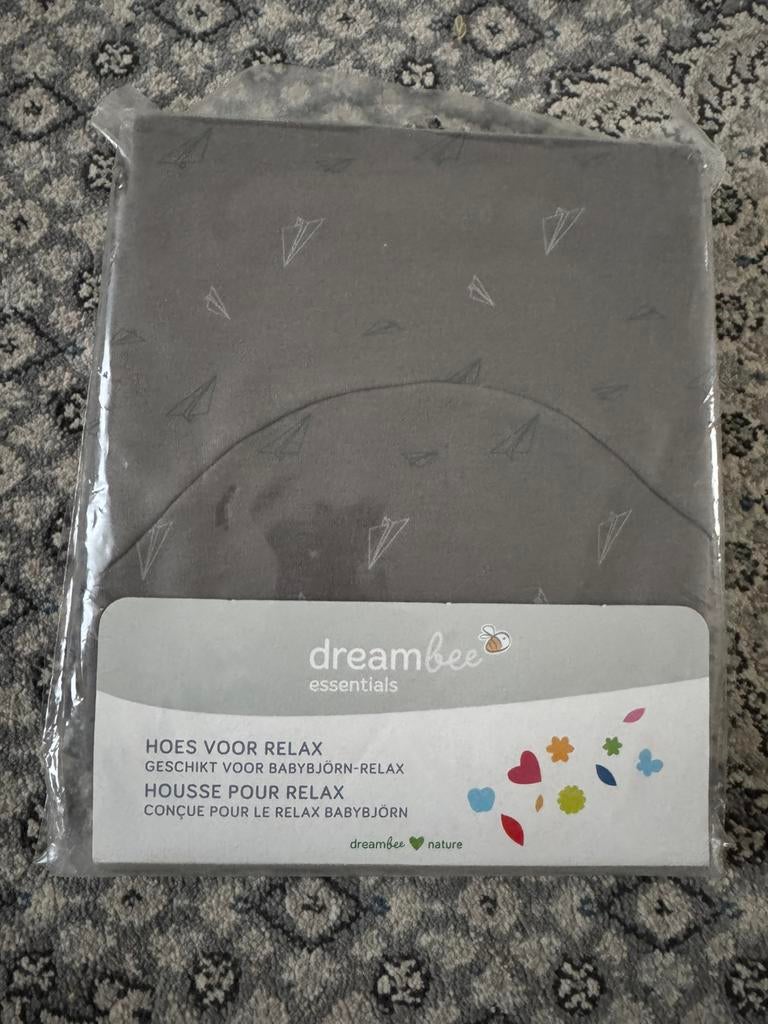 dreambee
essentials
HOES VOOR RELAX
GESCHIKT VOOR BABYBJÖRN-RELAX
HOUSSE POUR RELAX
CONÇUE POUR LE RELAX BABYBJÖRN
dreambee nature